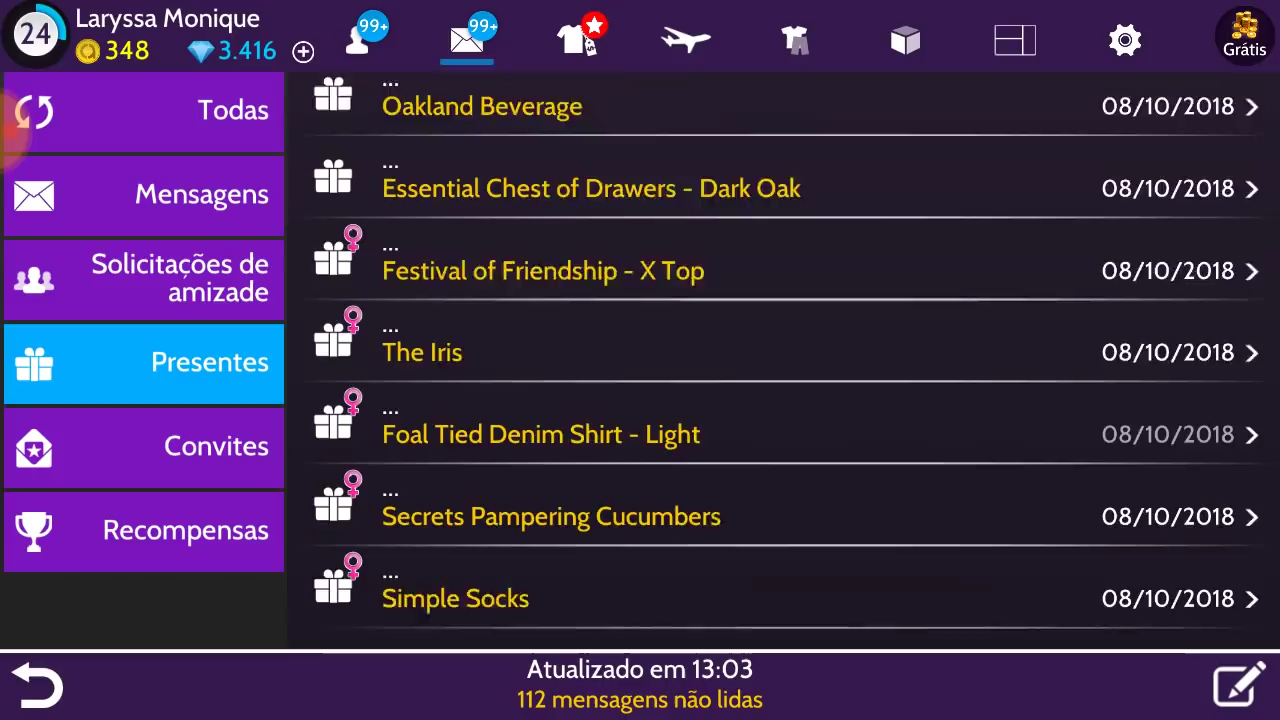 24
Laryssa Monique
348
3.416
99+
99+
Grátis
Todas
Mensagens
Solicitações de
amizade
Presentes
Convites
Recompensas
...
Oakland Beverage
08/10/2018
...
Essential Chest of Drawers - Dark Oak
08/10/2018
...
Festival of Friendship - X Top
08/10/2018
...
The Iris
08/10/2018
...
Foal Tied Denim Shirt - Light
08/10/2018
...
Secrets Pampering Cucumbers
08/10/2018
...
Simple Socks
08/10/2018
Atualizado em 13:03
112 mensagens não lidas